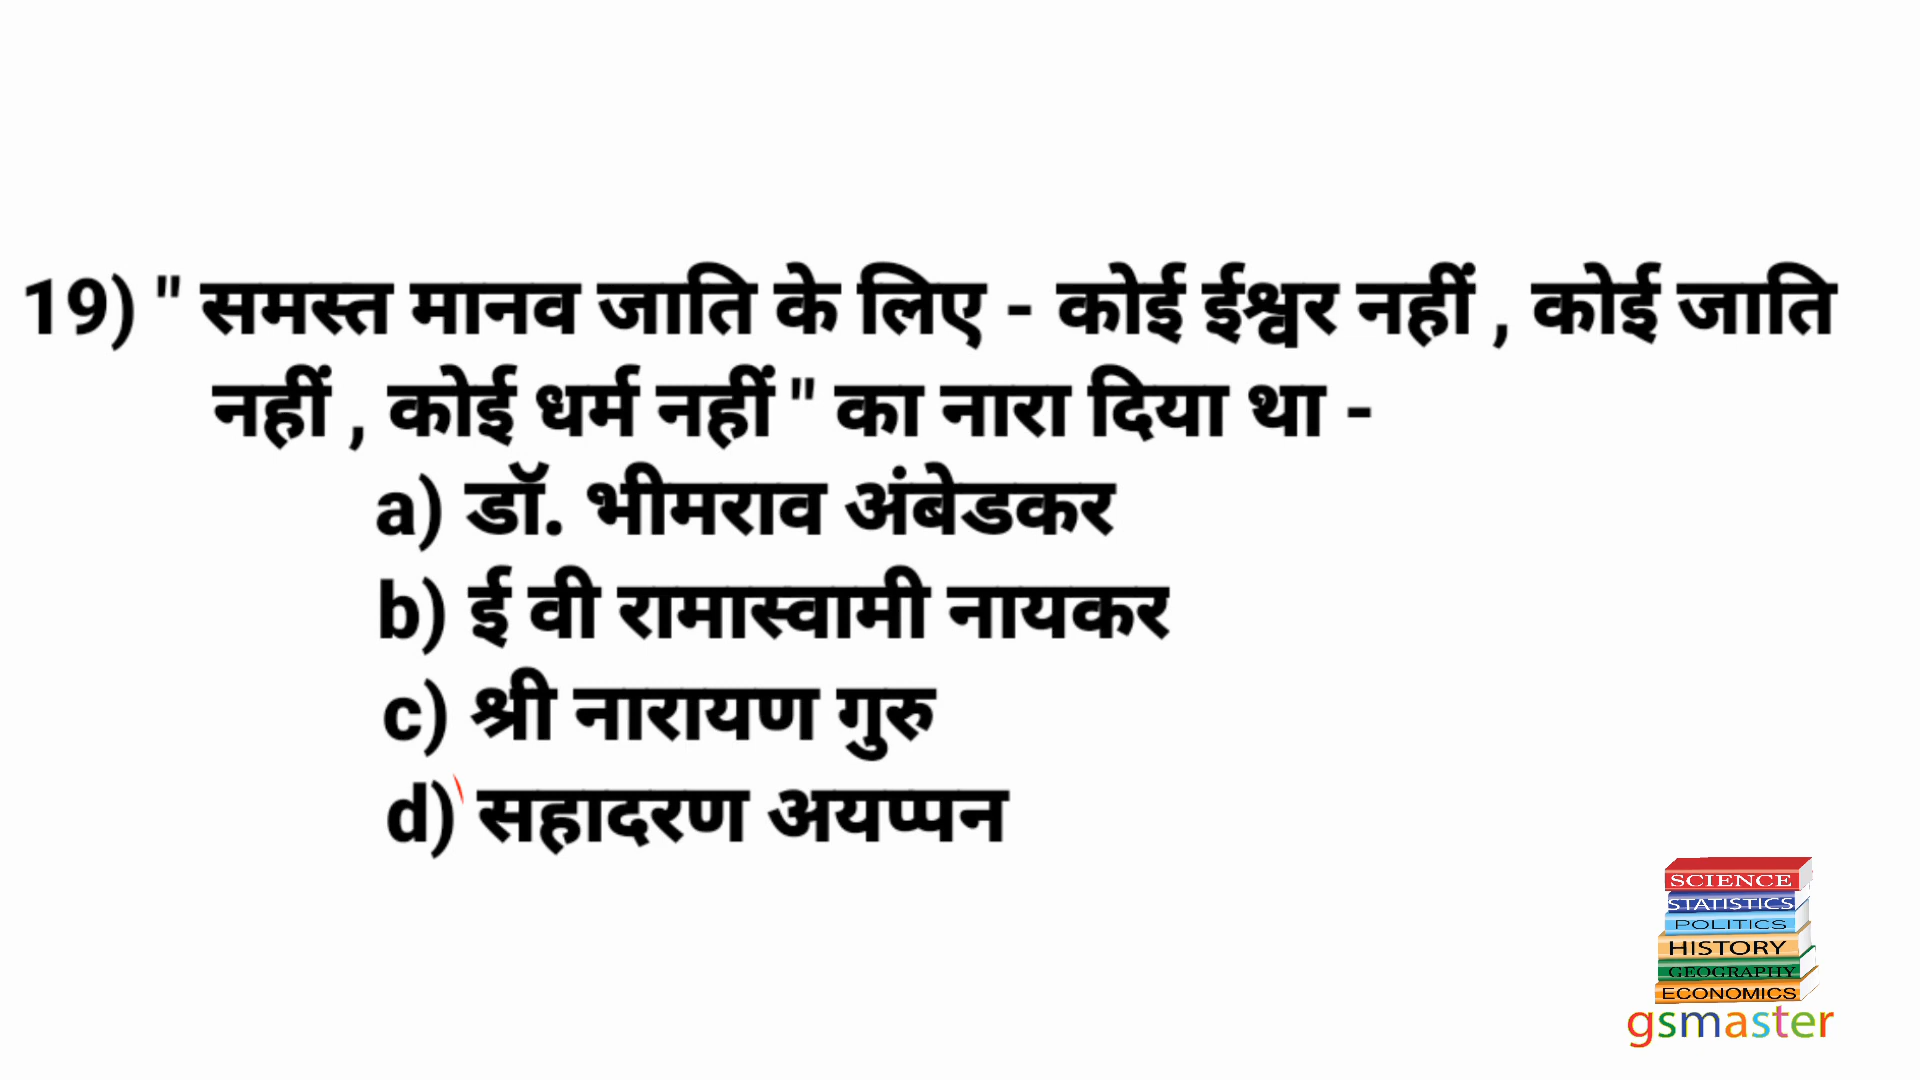 19) " समस्त मानव जाति के लिए - कोई ईश्वर नहीं , कोई जाति
नहीं , कोई धर्म नहीं " का नारा दिया था -
a) डॉ. भीमराव अंबेडकर
b) ई वी रामास्वामी नायकर
c) श्री नारायण गुरु
d) सहादरण अयप्पन
SCIENCE
STATISTICS
POLITICS
HISTORY
GEOGRAPHY
ECONOMICS
gsmaster